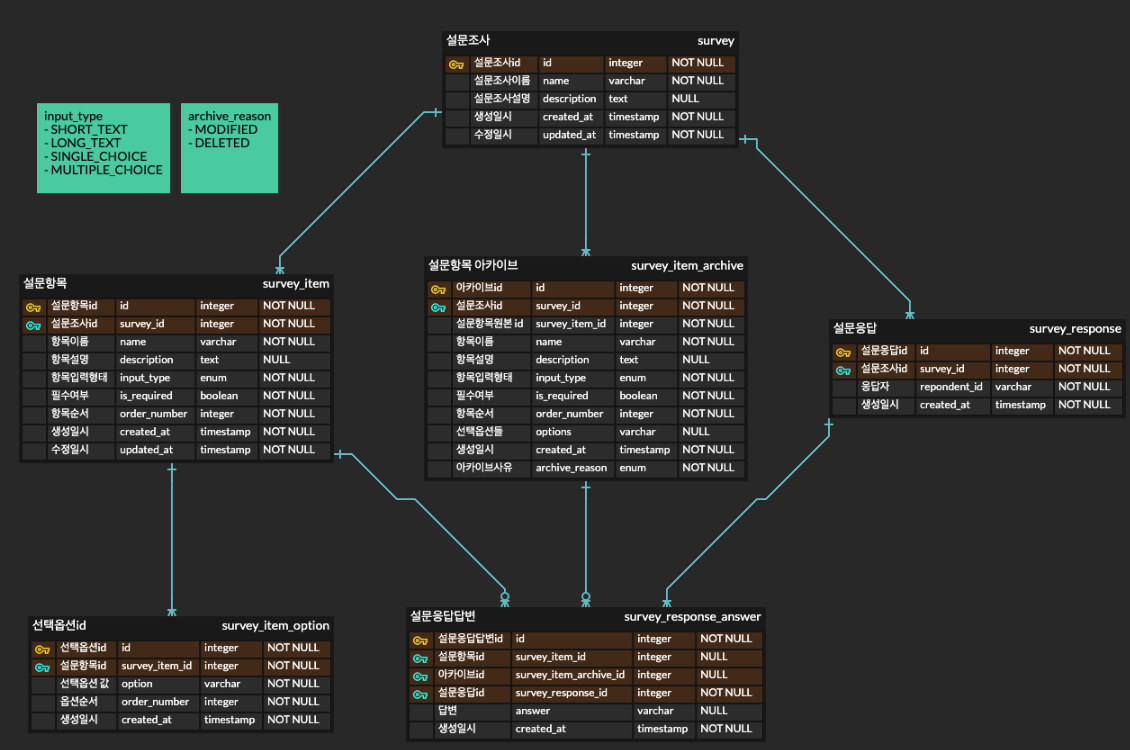 설문조사 survey
설문조사id id integer NOT NULL
설문조사이름 name varchar NOT NULL
설문조사설명 description text NULL
생성일시 created_at timestamp NOT NULL
수정일시 updated_at timestamp NOT NULL
input_type
- SHORT_TEXT
- LONG_TEXT
- SINGLE_CHOICE
- MULTIPLE_CHOICE
archive_reason
- MODIFIED
- DELETED
설문항목 survey_item
설문항목id id integer NOT NULL
설문조사id survey_id integer NOT NULL
항목이름 name varchar NOT NULL
항목설명 description text NULL
항목입력형태 input_type enum NOT NULL
필수여부 is_required boolean NOT NULL
항목순서 order_number integer NOT NULL
생성일시 created_at timestamp NOT NULL
수정일시 updated_at timestamp NOT NULL
설문항목 아카이브 survey_item_archive
아카이브id id integer NOT NULL
설문조사id survey_id integer NOT NULL
설문항목원본 id survey_item_id integer NOT NULL
항목이름 name varchar NOT NULL
항목설명 description text NULL
항목입력형태 input_type enum NOT NULL
필수여부 is_required boolean NOT NULL
항목순서 order_number integer NOT NULL
선택옵션들 options varchar NULL
생성일시 created_at timestamp NOT NULL
아카이브사유 archive_reason enum NOT NULL
설문응답 survey_response
설문응답id id integer NOT NULL
설문조사id survey_id integer NOT NULL
응답자 repondent_id varchar NOT NULL
생성일시 created_at timestamp NOT NULL
선택옵션id survey_item_option
선택옵션id id integer NOT NULL
설문항목id survey_item_id integer NOT NULL
선택옵션 값 option varchar NOT NULL
옵션순서 order_number integer NOT NULL
생성일시 created_at timestamp NOT NULL
설문응답답변 survey_response_answer
설문응답답변id id integer NOT NULL
설문항목id survey_item_id integer NULL
아카이브id survey_item_archive_id integer NULL
설문응답id survey_response_id integer NOT NULL
답변 answer varchar NULL
생성일시 created_at timestamp NOT NULL